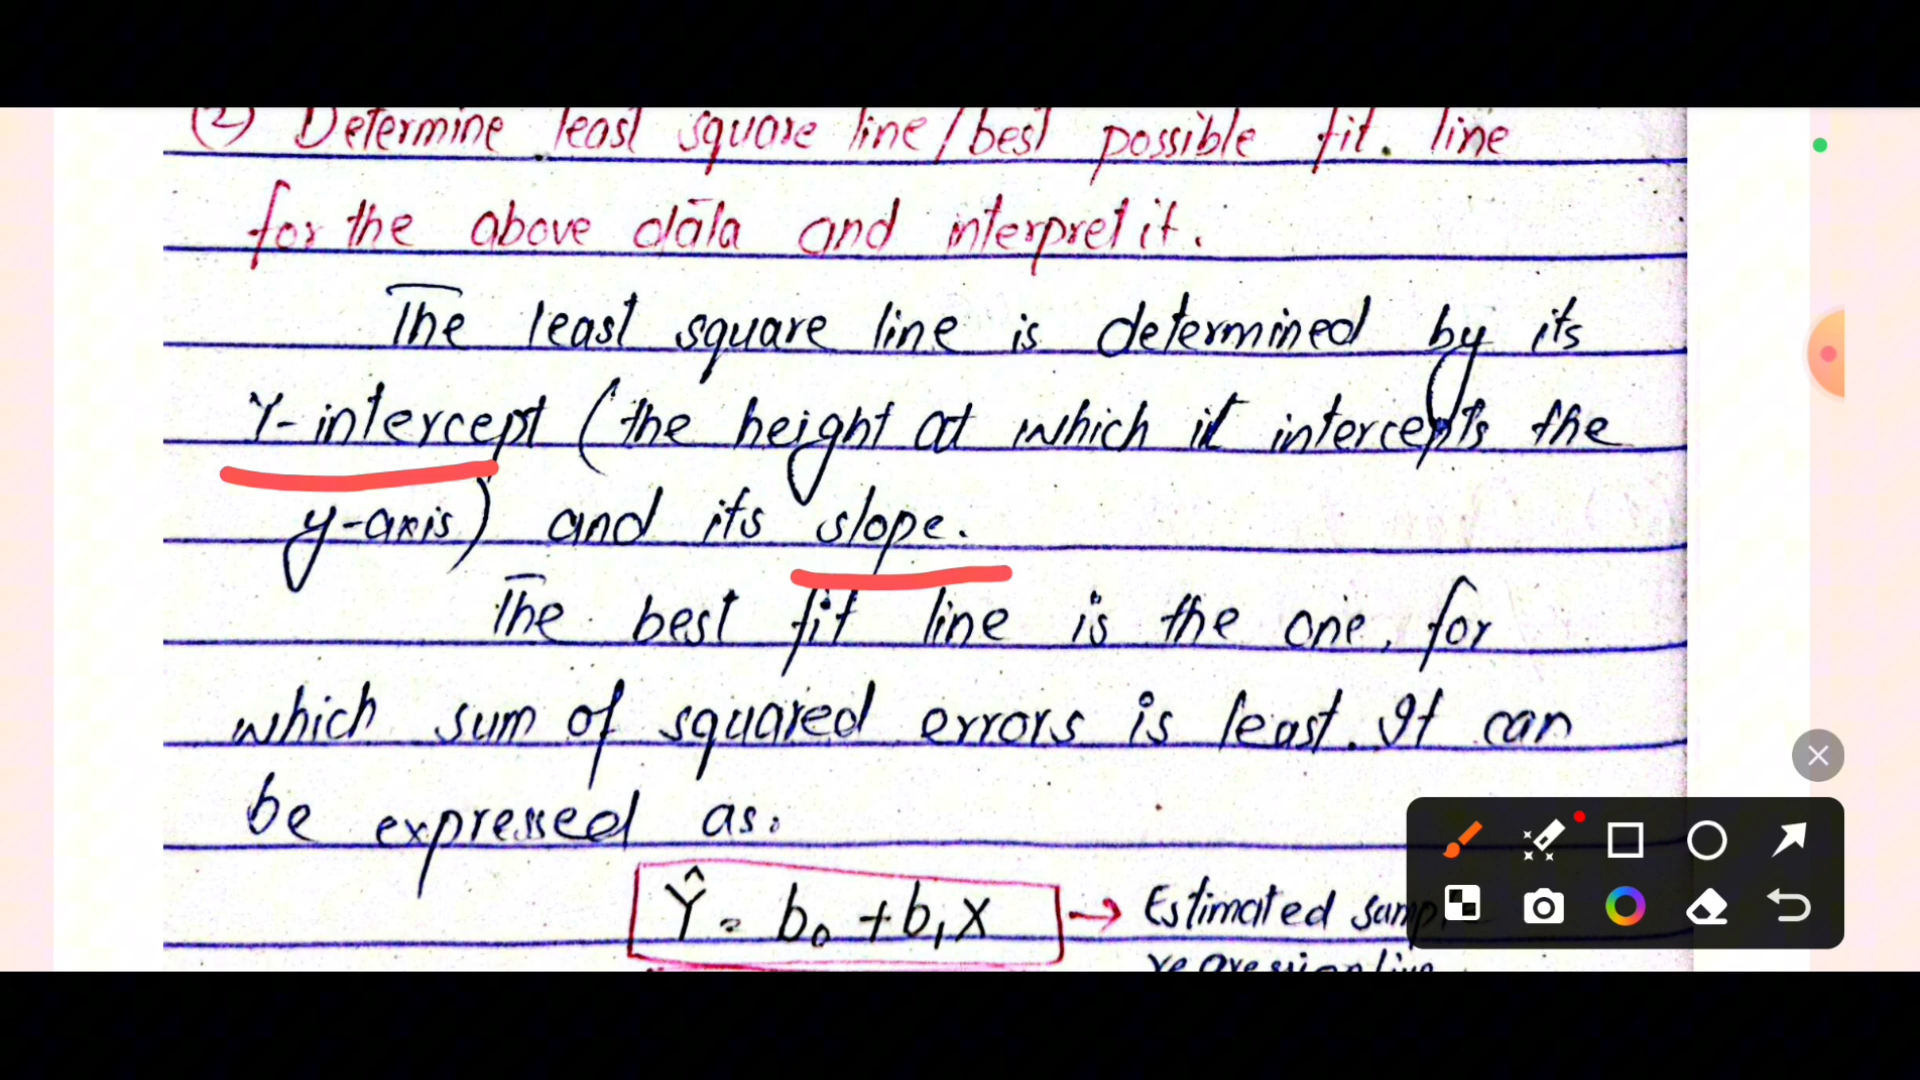 (2) Determine least square line/best possible fit. line
for the above data and interpret it.
The least square line is determined by its
Y-intercept (the height at which it intercepts the
y-axis) and its slope.
The best fit line is the one, for
which sum of squared errors is least. It can
be expressed as.
Ŷ = b₀ + b₁X → Estimated
regression line